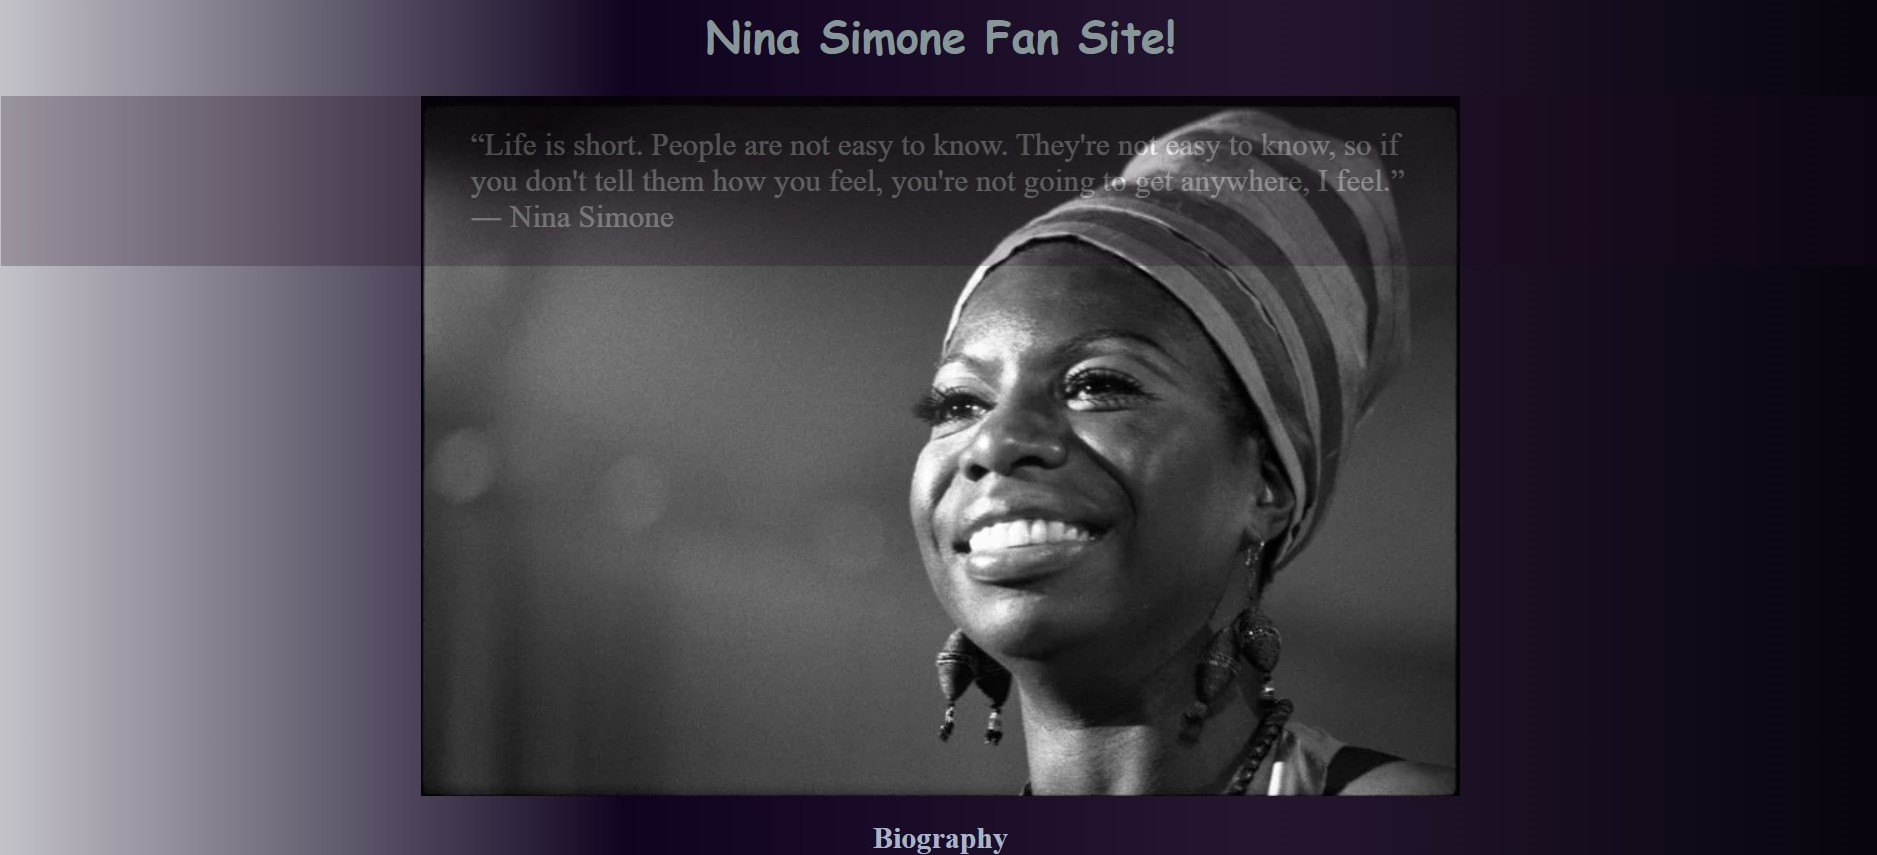 Nina Simone Fan Site!
“Life is short. People are not easy to know. They're not easy to know, so if
you don't tell them how you feel, you're not going to get anywhere, I feel.”
— Nina Simone
Biography